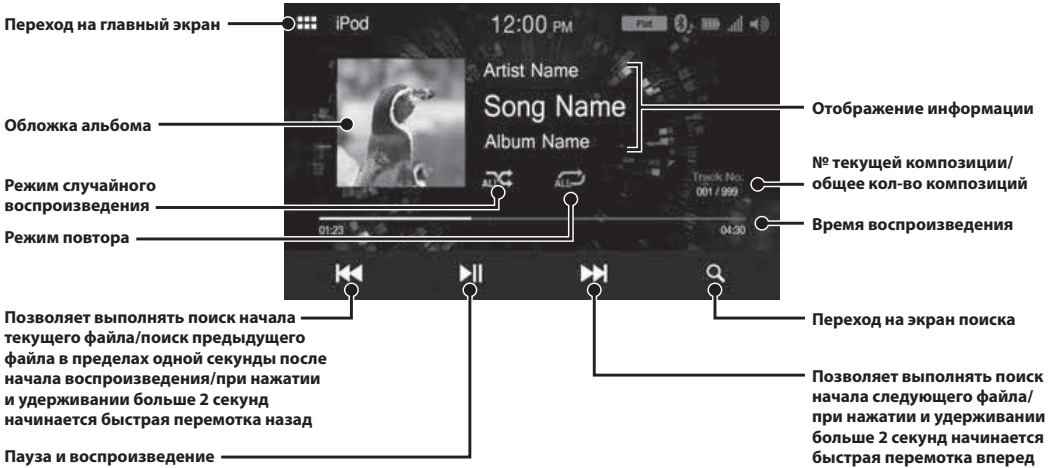 Переход на главный экран
Обложка альбома
Режим случайного
воспроизведения
Режим повтора
Позволяет выполнять поиск начала
текущего файла/поиск предыдущего
файла в пределах одной секунды после
начала воспроизведения/при нажатии
и удерживании больше 2 секунд
начинается быстрая перемотка назад
Пауза и воспроизведение
iPod
12:00 PM
Flat
Artist Name
Song Name
Album Name
ALL
ALL
Track No.
001 / 999
01:23
04:30
Отображение информации
№ текущей композиции/
общее кол-во композиций
Время воспроизведения
Переход на экран поиска
Позволяет выполнять поиск
начала следующего файла/
при нажатии и удерживании
больше 2 секунд начинается
быстрая перемотка вперед